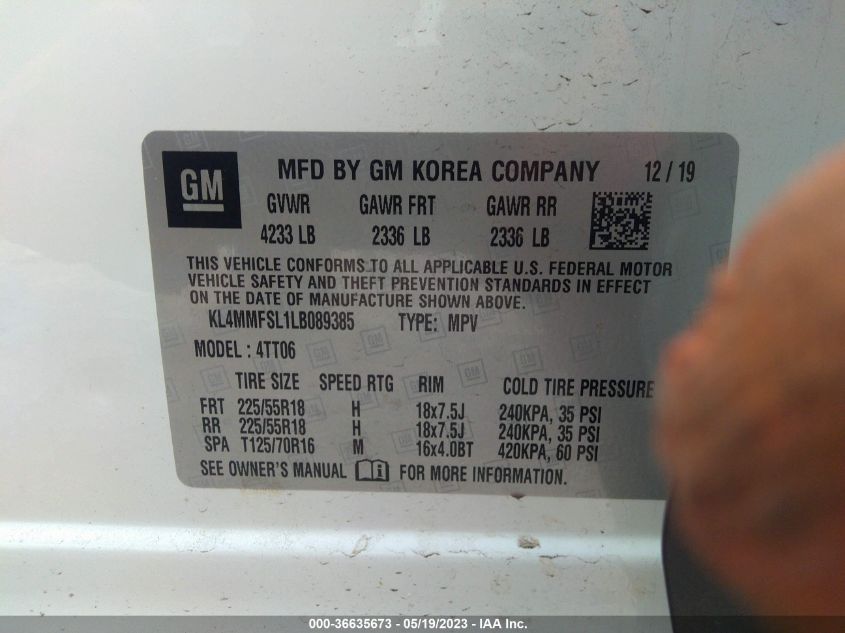 GM
MFD BY GM KOREA COMPANY 12/19
GVWR GAWR FRT GAWR RR
4233 LB 2336 LB 2336 LB
THIS VEHICLE CONFORMS TO ALL APPLICABLE U.S. FEDERAL MOTOR
VEHICLE SAFETY AND THEFT PREVENTION STANDARDS IN EFFECT
ON THE DATE OF MANUFACTURE SHOWN ABOVE.
KL4MMFSL1LB089385 TYPE: MPV
MODEL : 4TT06
TIRE SIZE SPEED RTG RIM COLD TIRE PRESSURE
FRT 225/55R18 H 18x7.5J 240KPA, 35 PSI
RR 225/55R18 H 18x7.5J 240KPA, 35 PSI
SPA T125/70R16 M 16x4.0BT 420KPA, 60 PSI
SEE OWNER'S MANUAL FOR MORE INFORMATION.
000-36635673 - 05/19/2023 - IAA Inc.